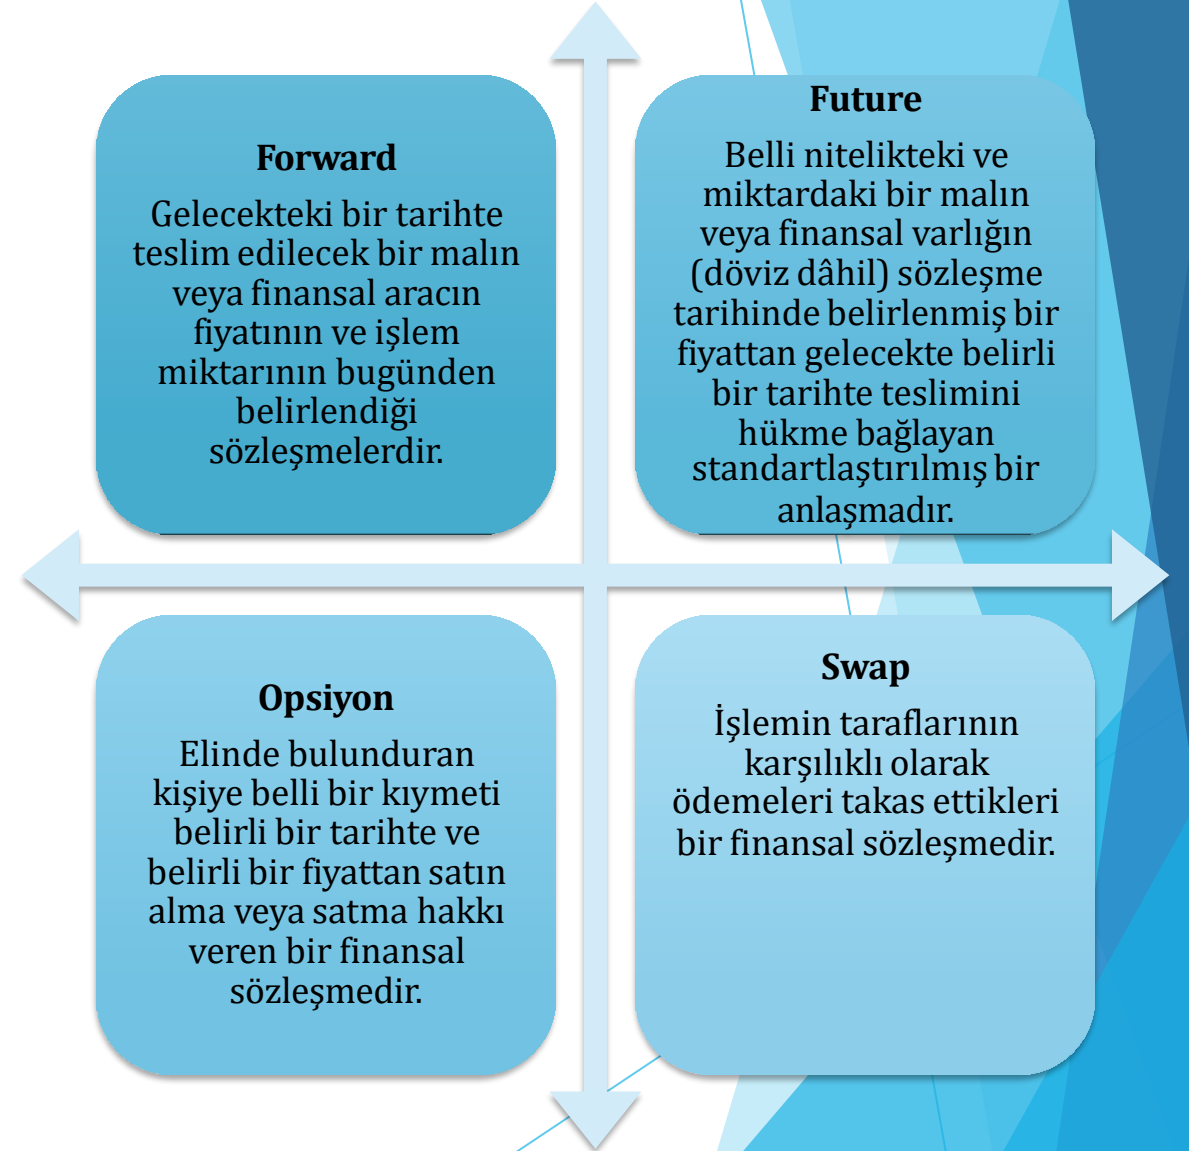 Forward
Gelecekteki bir tarihte
teslim edilecek bir malın
veya finansal aracın
fiyatının ve işlem
miktarının bugünden
belirlendiği
sözleşmelerdir.
Future
Belli nitelikteki ve
miktardaki bir malın
veya finansal varlığın
(döviz dâhil) sözleşme
tarihinde belirlenmiş bir
fiyattan gelecekte belirli
bir tarihte teslimini
hükme bağlayan
standartlaştırılmış bir
anlaşmadır.
Opsiyon
Elinde bulunduran
kişiye belli bir kıymeti
belirli bir tarihte ve
belirli bir fiyattan satın
alma veya satma hakkı
veren bir finansal
sözleşmedir.
Swap
İşlemin taraflarının
karşılıklı olarak
ödemeleri takas ettikleri
bir finansal sözleşmedir.